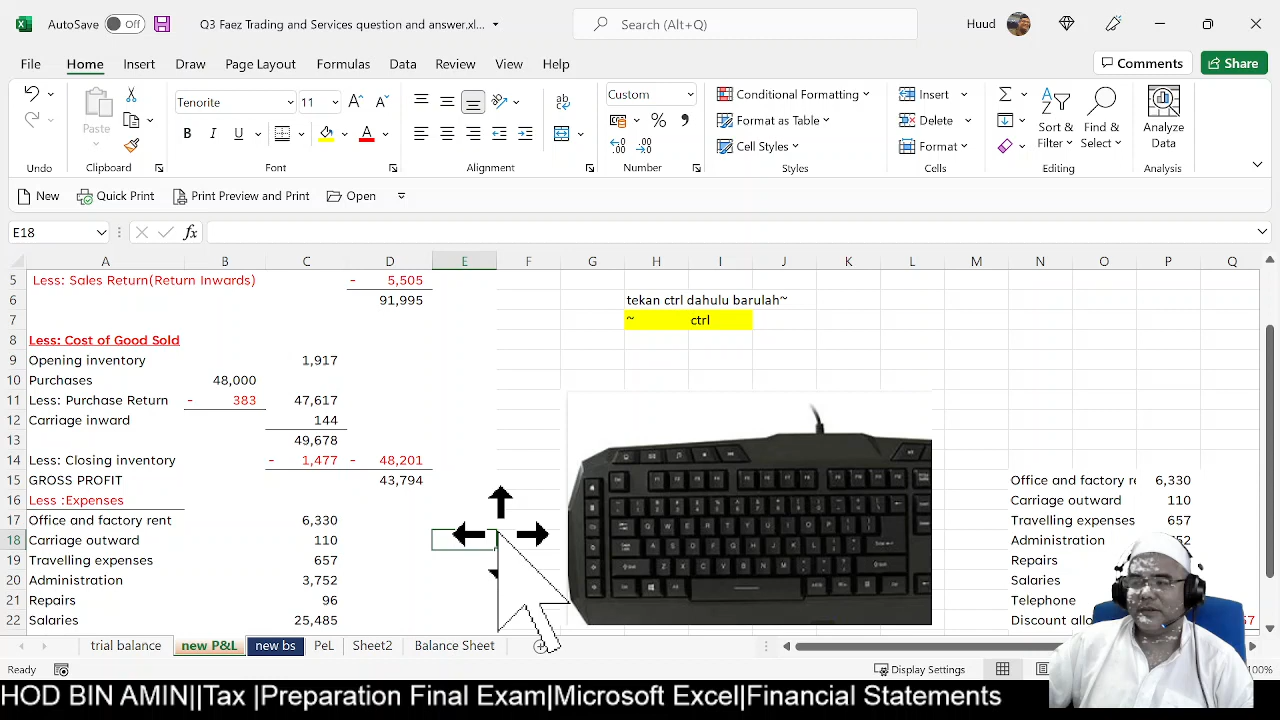 AutoSave Off Q3 Faez Trading and Services question and answer.xl... Search (Alt+Q) Huud
File Home Insert Draw Page Layout Formulas Data Review View Help Comments Share
Paste Tenorite 11 Custom Conditional Formatting Insert Sort & Filter Find & Select Analyze Data
B I U A % Format as Table Delete
Cell Styles Format
Undo Clipboard Font Alignment Number Styles Cells Editing Analysis
New Quick Print Print Preview and Print Open
E18 fx
A B C D E F G H I J K L M N O P Q
5 Less: Sales Return(Return Inwards) - 5,505
6 91,995 tekan ctrl dahulu barulah~
7 ~ ctrl
8 Less: Cost of Good Sold
9 Opening inventory 1,917
10 Purchases 48,000
11 Less: Purchase Return - 383 47,617
12 Carriage inward 144
13 49,678
14 Less: Closing inventory - 1,477 - 48,201
15 GROSS PROFIT 43,794 Office and factory re 6,330
16 Less :Expenses Carriage outward 110
17 Office and factory rent 6,330 Travelling expenses 657
18 Carriage outward 110 Administration
19 Travelling expenses 657 Repairs
20 Administration 3,752 Salaries
21 Repairs 96 Telephone
22 Salaries 25,485 Discount allo
trial balance new P&L new bs PeL Sheet2 Balance Sheet
Ready Display Settings 100%
HOD BIN AMIN||Tax |Preparation Final Exam|Microsoft Excel|Financial Statements